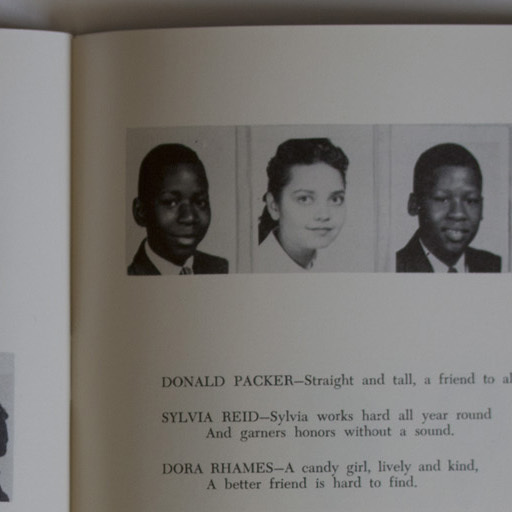 DONALD PACKER—Straight and tall, a friend to
SYLVIA REID—Sylvia works hard all year round
And garners honors without a sound.
DORA RHAMES—A candy girl, lively and kind,
A better friend is hard to find.